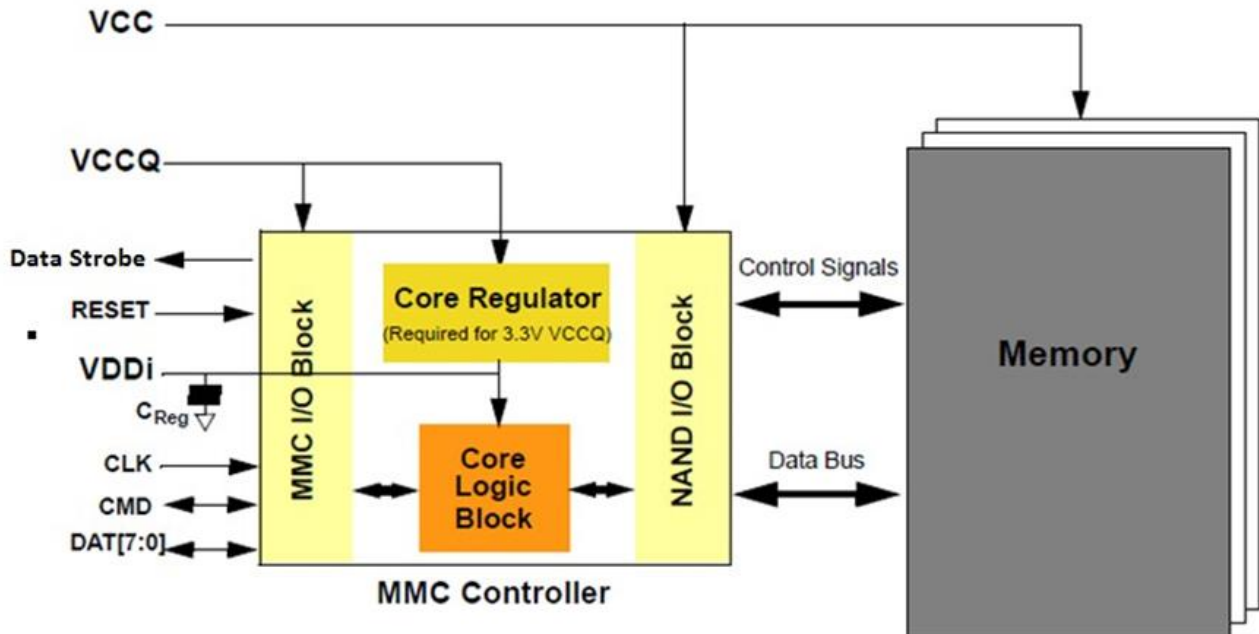 VCC
VCCQ
Data Strobe
RESET
VDDi
CReg
CLK
CMD
DAT[7:0]
MMC I/O Block
Core Regulator
(Required for 3.3V VCCQ)
Core
Logic
Block
NAND I/O Block
MMC Controller
Control Signals
Data Bus
Memory